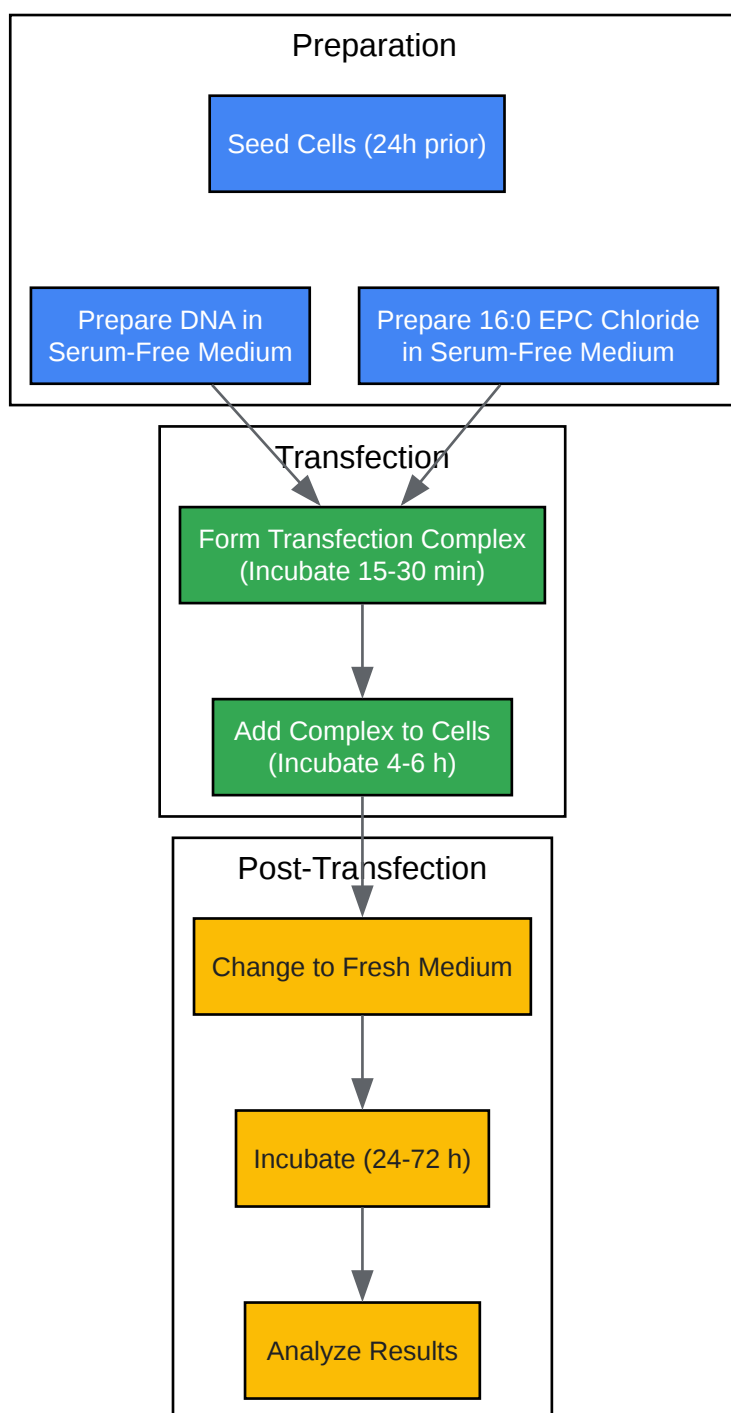 Preparation
Seed Cells (24h prior)
Prepare DNA in
Serum-Free Medium
Prepare 16:0 EPC Chloride
in Serum-Free Medium
Transfection
Form Transfection Complex
(Incubate 15-30 min)
Add Complex to Cells
(Incubate 4-6 h)
Post-Transfection
Change to Fresh Medium
Incubate (24-72 h)
Analyze Results